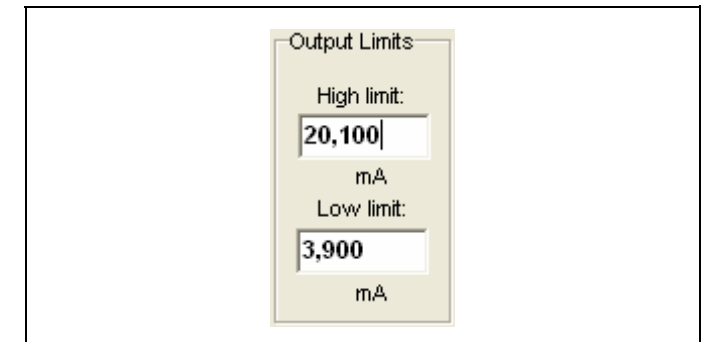 Output Limits
High limit:
20,100
mA
Low limit:
3,900
mA